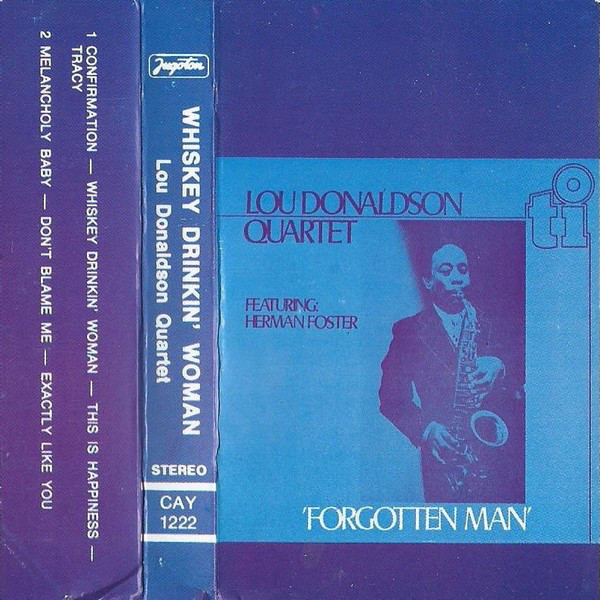 1 CONFIRMATION — WHISKEY DRINKIN' WOMAN — THIS IS HAPPINESS —
TRACY
2 MELANCHOLY BABY — DON'T BLAME ME — EXACTLY LIKE YOU
Jugoton
WHISKEY DRINKIN' WOMAN
Lou Donaldson Quartet
STEREO
CAY
1222
LOU DONALDSON
QUARTET
ti
FEATURING:
HERMAN FOSTER
'FORGOTTEN MAN'